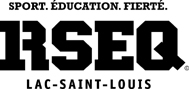 SPORT. ÉDUCATION. FIERTÉ.
RSEQ
LAC-SAINT-LOUIS